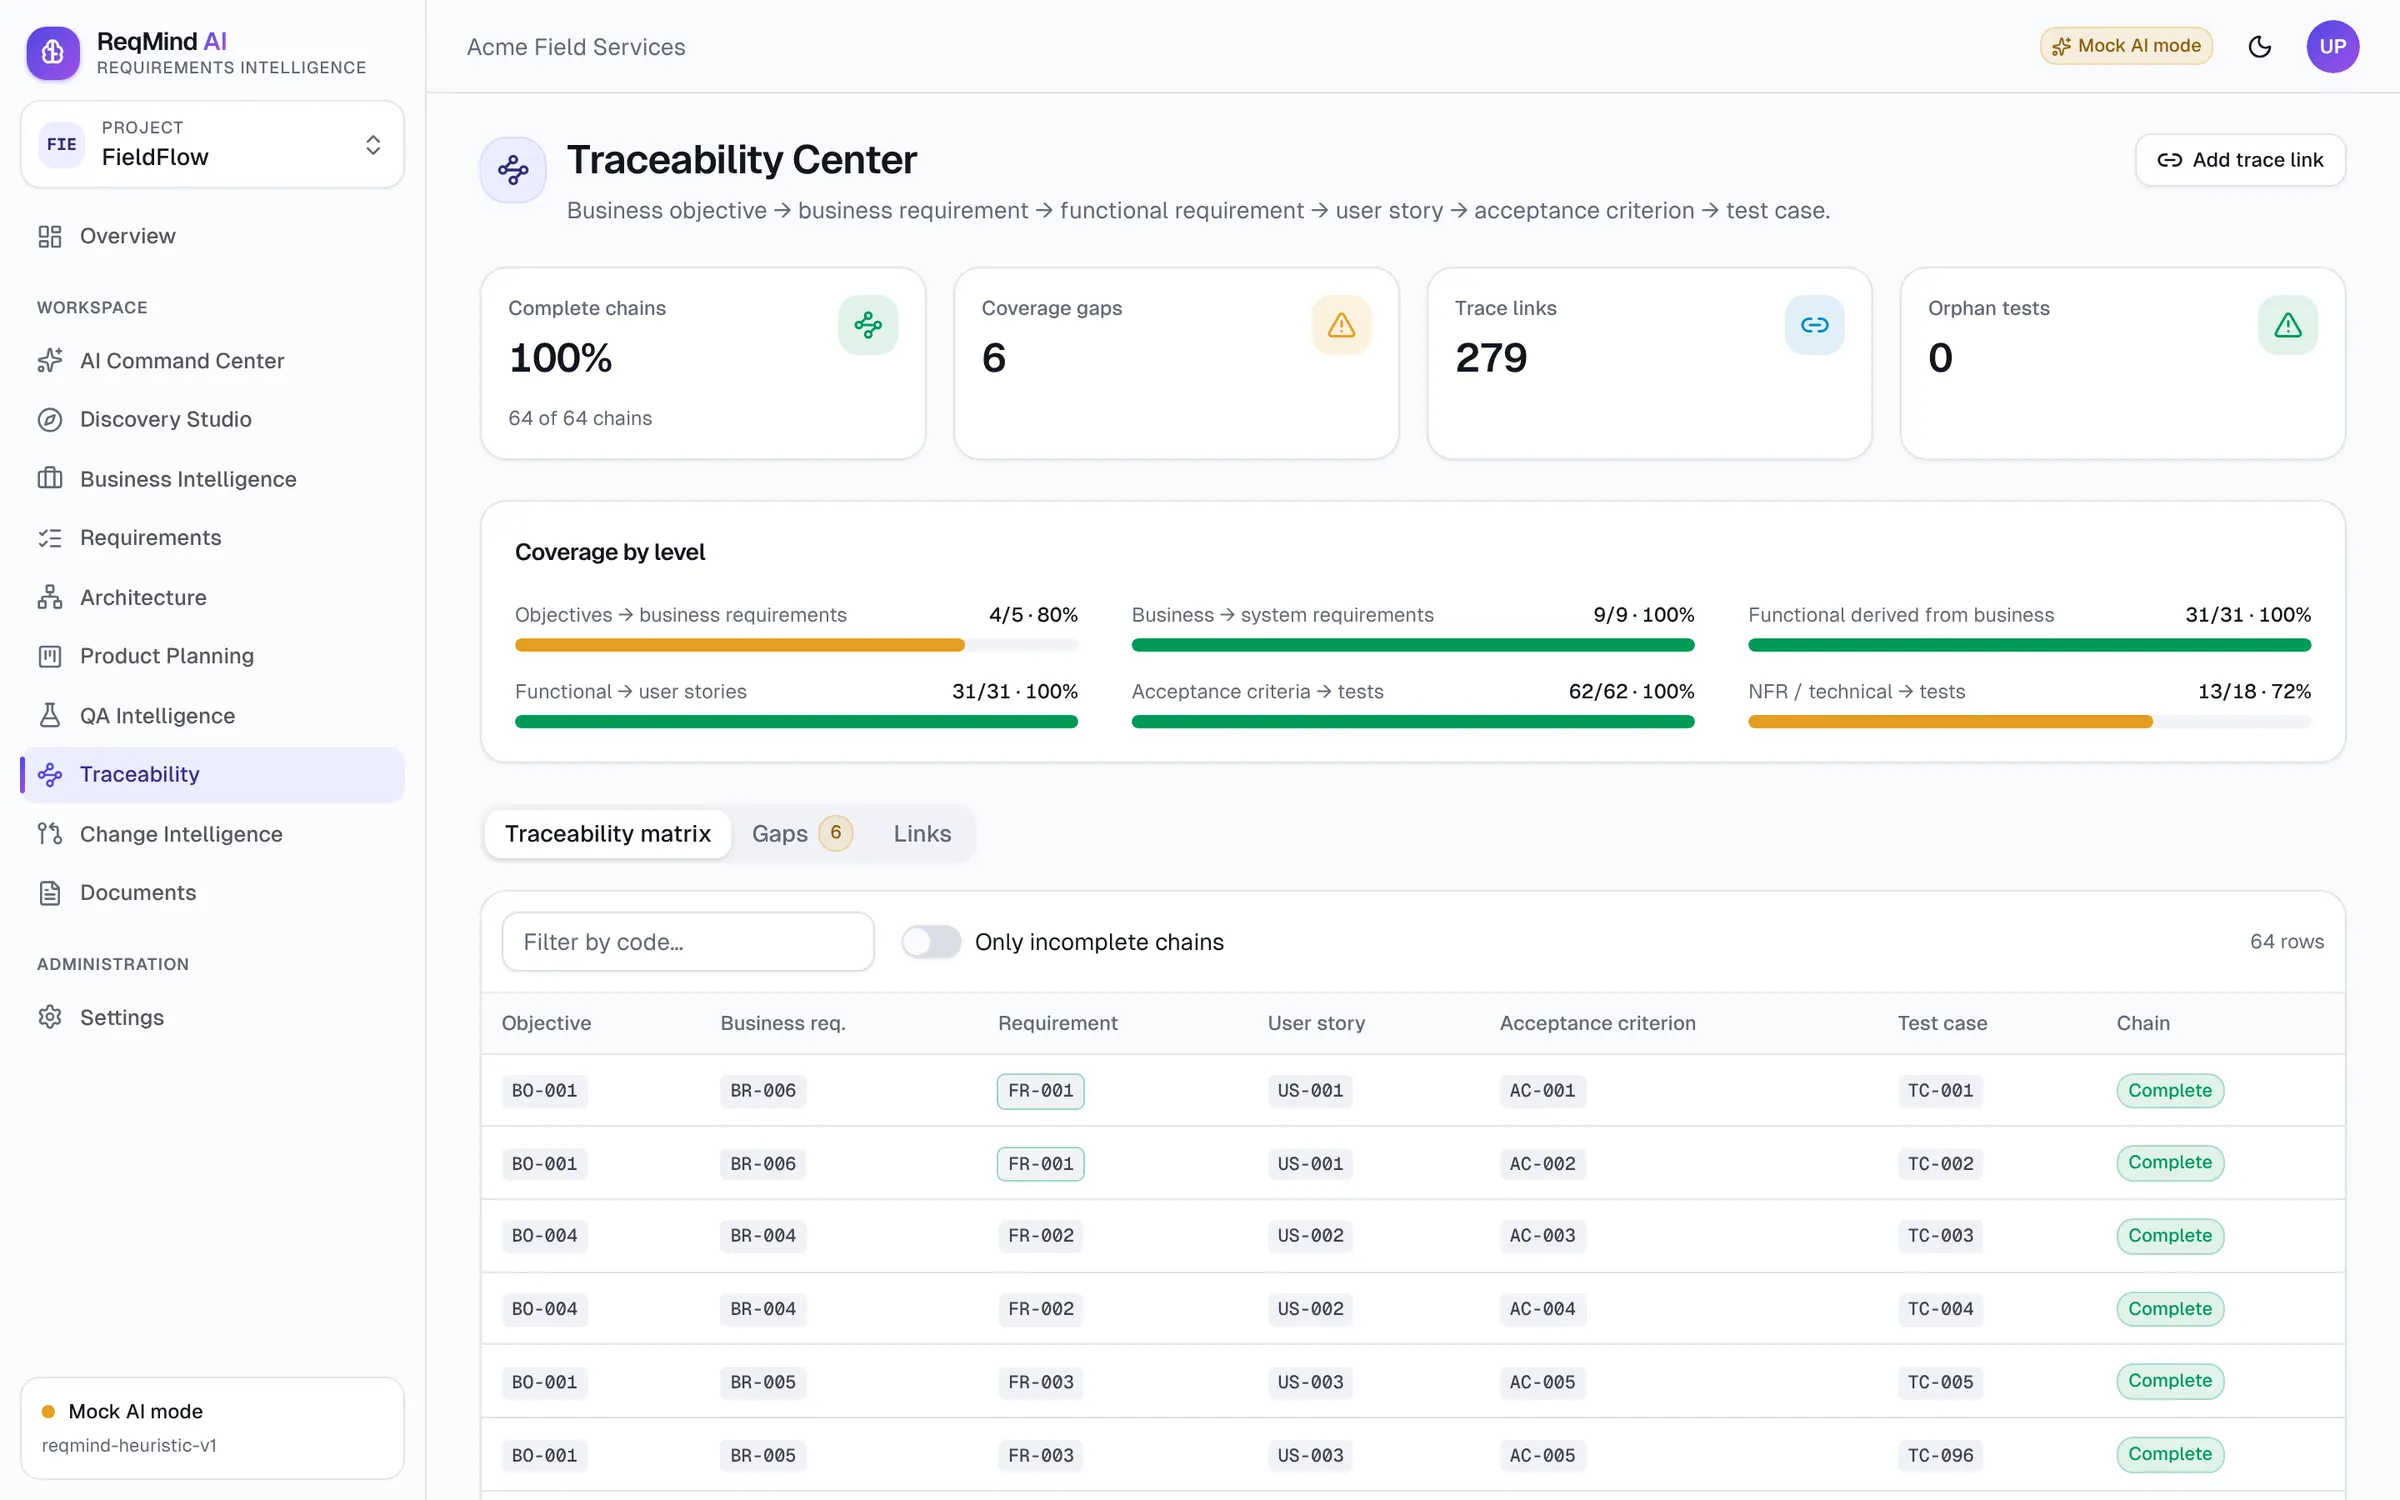 ReqMind AI
REQUIREMENTS INTELLIGENCE
FIE
PROJECT
FieldFlow
Overview
WORKSPACE
AI Command Center
Discovery Studio
Business Intelligence
Requirements
Architecture
Product Planning
QA Intelligence
Traceability
Change Intelligence
Documents
ADMINISTRATION
Settings
Mock AI mode
reqmind-heuristic-v1
Acme Field Services
Mock AI mode
UP
Traceability Center
Business objective → business requirement → functional requirement → user story → acceptance criterion → test case.
Add trace link
Complete chains
100%
64 of 64 chains
Coverage gaps
6
Trace links
279
Orphan tests
0
Coverage by level
Objectives → business requirements 4/5 · 80%
Business → system requirements 9/9 · 100%
Functional derived from business 31/31 · 100%
Functional → user stories 31/31 · 100%
Acceptance criteria → tests 62/62 · 100%
NFR / technical → tests 13/18 · 72%
Traceability matrix Gaps 6 Links
Filter by code... Only incomplete chains 64 rows
Objective Business req. Requirement User story Acceptance criterion Test case Chain
BO-001 BR-006 FR-001 US-001 AC-001 TC-001 Complete
BO-001 BR-006 FR-001 US-001 AC-002 TC-002 Complete
BO-004 BR-004 FR-002 US-002 AC-003 TC-003 Complete
BO-004 BR-004 FR-002 US-002 AC-004 TC-004 Complete
BO-001 BR-005 FR-003 US-003 AC-005 TC-005 Complete
BO-001 BR-005 FR-003 US-003 AC-005 TC-096 Complete